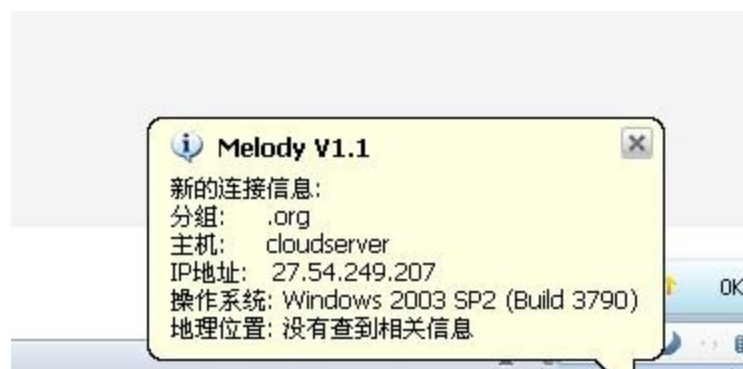 Melody V1.1
新的连接信息:
分组: .org
主机: cloudserver
IP地址: 27.54.249.207
操作系统: Windows 2003 SP2 (Build 3790)
地理位置: 没有查到相关信息